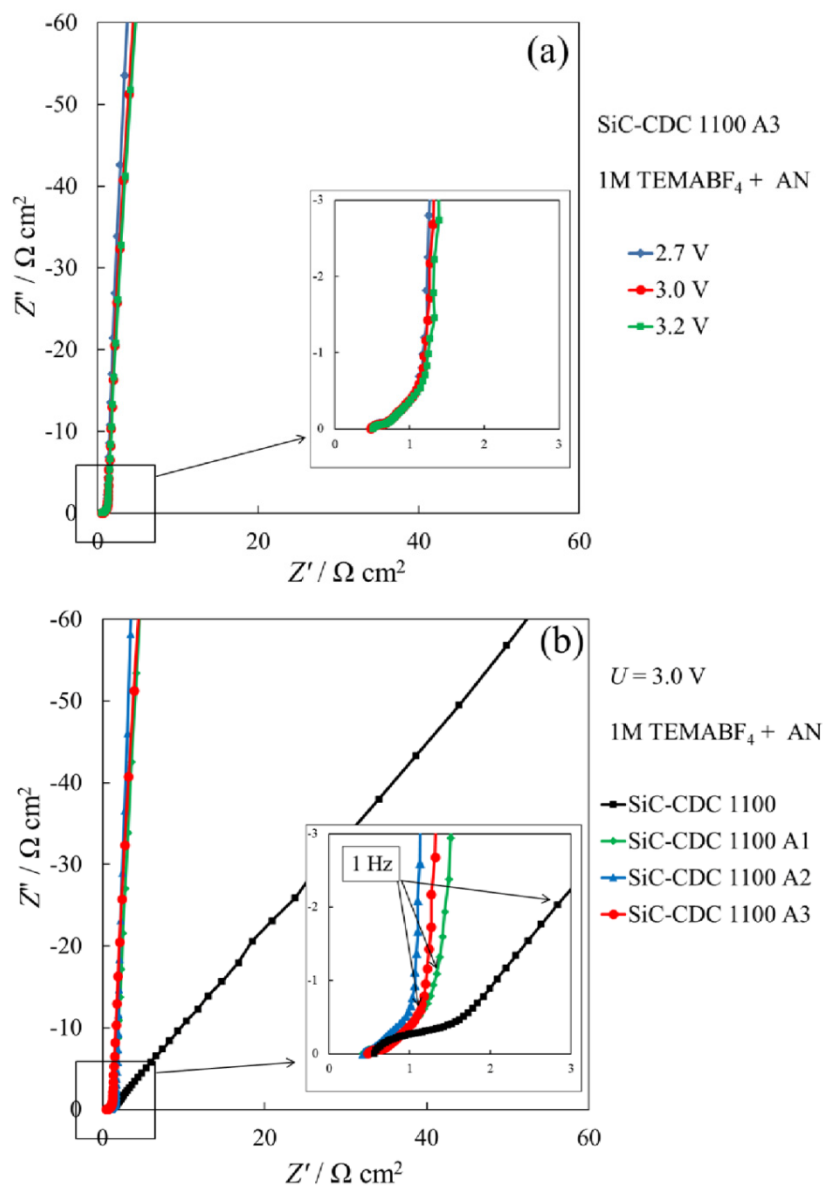 (a)
-60
-50
-40
-30
-20
-10
0
Z" / Ω cm²
0
20
40
60
Z' / Ω cm²
-3
-2
-1
0
0
1
2
3
SiC-CDC 1100 A3
1M TEMABF₄ + AN
2.7 V
3.0 V
3.2 V
(b)
-60
-50
-40
-30
-20
-10
0
Z" / Ω cm²
0
20
40
60
Z' / Ω cm²
-3
-2
-1
0
0
1
2
3
1 Hz
U = 3.0 V
1M TEMABF₄ + AN
SiC-CDC 1100
SiC-CDC 1100 A1
SiC-CDC 1100 A2
SiC-CDC 1100 A3